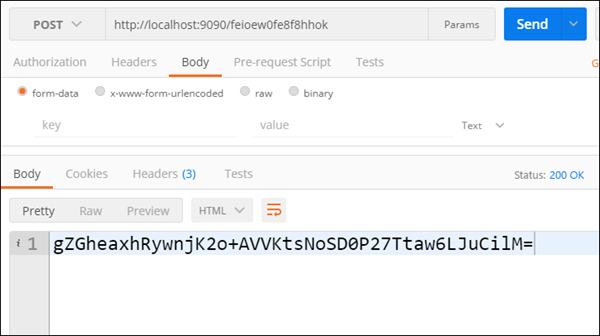 POST http://localhost:9090/feioew0fe8f8hhok Params Send
Authorization Headers Body Pre-request Script Tests
form-data x-www-form-urlencoded raw binary
key value Text
Body Cookies Headers (3) Tests Status: 200 OK
Pretty Raw Preview HTML
i 1 gZGheaxhRywnjK2o+AVVKtsNoSD0P27Ttaw6LJuCilM=